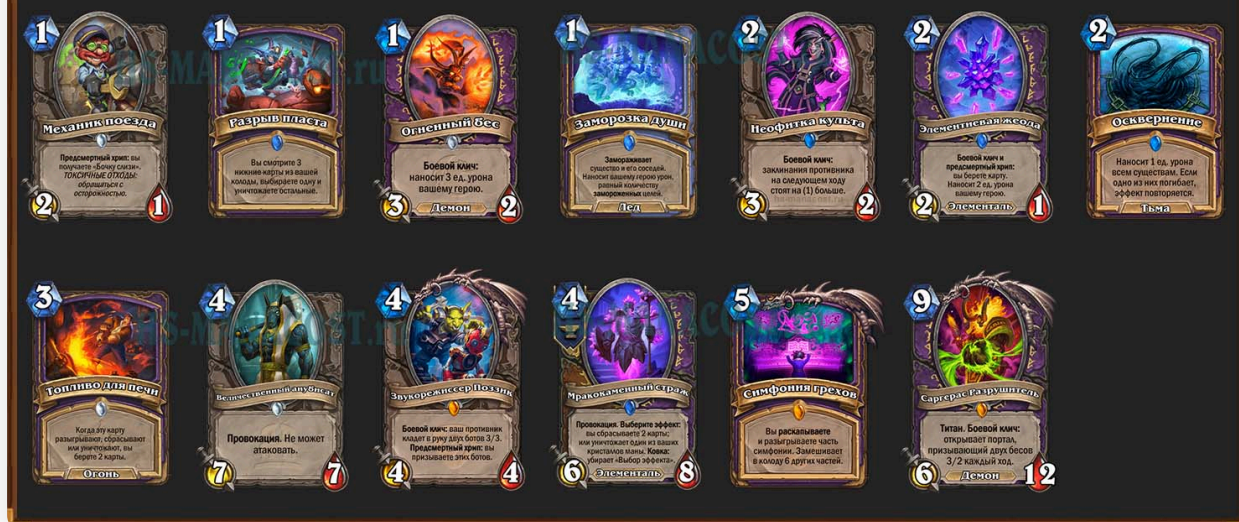 1
Механик поезда
Предсмертный хрип: вы
получаете «Бочку слизи».
ТОКСИЧНЫЕ ОТХОДЫ:
обращаться с
осторожностью.
2 1
1
Разрыв пласта
Вы смотрите 3
нижние карты из вашей
колоды, выбираете одну и
уничтожаете остальные.
1
Огненный бес
Боевой клич:
наносит 3 ед. урона
вашему герою.
3 Демон 2
1
Заморозка души
Замораживает
существо и его соседей.
Наносит вашему герою урон,
равный количеству
замороженных целей.
Лед
2
Неофитка культа
Боевой клич:
заклинания противника
на следующем ходу
стоят на (1) больше.
3 2
2
Элементиевая жеода
Боевой клич и
предсмертный хрип:
вы берете карту.
Наносит 2 ед. урона
вашему герою.
2 Элементаль 1
2
Осквернение
Наносит 1 ед. урона
всем существам. Если
одно из них погибает,
эффект повторяется.
Тьма
3
Топливо для печи
Когда эту карту
разыгрывают, сбрасывают
или уничтожают, вы
берете 2 карты.
Огонь
4
Величественный анубисат
Провокация. Не может
атаковать.
7 7
4
Звукорежиссер Поззик
Боевой клич: ваш противник
кладет в руку двух ботов 3/3.
Предсмертный хрип: вы
призываете этих ботов.
4 4
4
Мракокаменный страж
Провокация. Выберите эффект:
вы сбрасываете 2 карты;
или уничтожает один из ваших
кристаллов маны. Ковка:
убирает «Выбор эффекта».
6 Элементаль 8
5
Симфония грехов
Вы раскапываете
и разыгрываете часть
симфонии. Замешивает
в колоду 6 других частей.
9
Саргерас Разрушитель
Титан. Боевой клич:
открывает портал,
призывающий двух бесов
3/2 каждый ход.
6 Демон 12